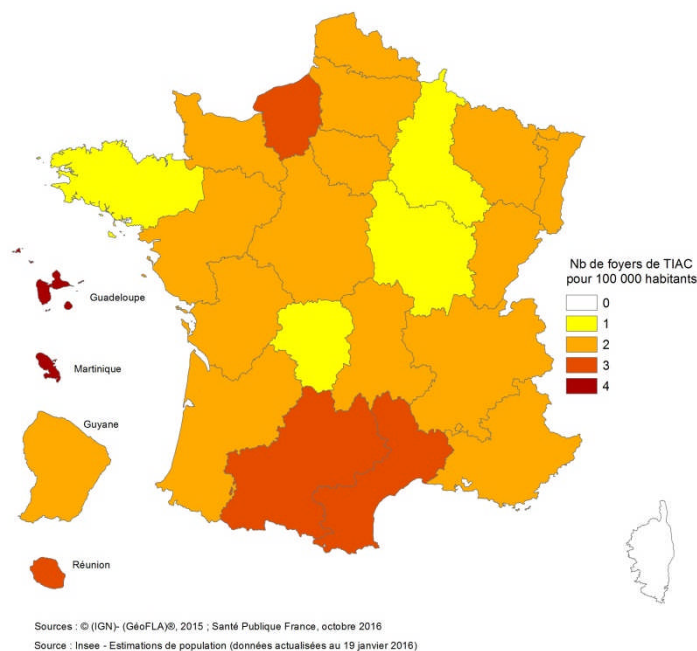 Nb de foyers de TIAC
pour 100 000 habitants
0
1
2
3
4
Guadeloupe
Martinique
Guyane
Réunion
Sources : © (IGN)- (GéoFLA)®, 2015 ; Santé Publique France, octobre 2016
Source : Insee - Estimations de population (données actualisées au 19 janvier 2016)